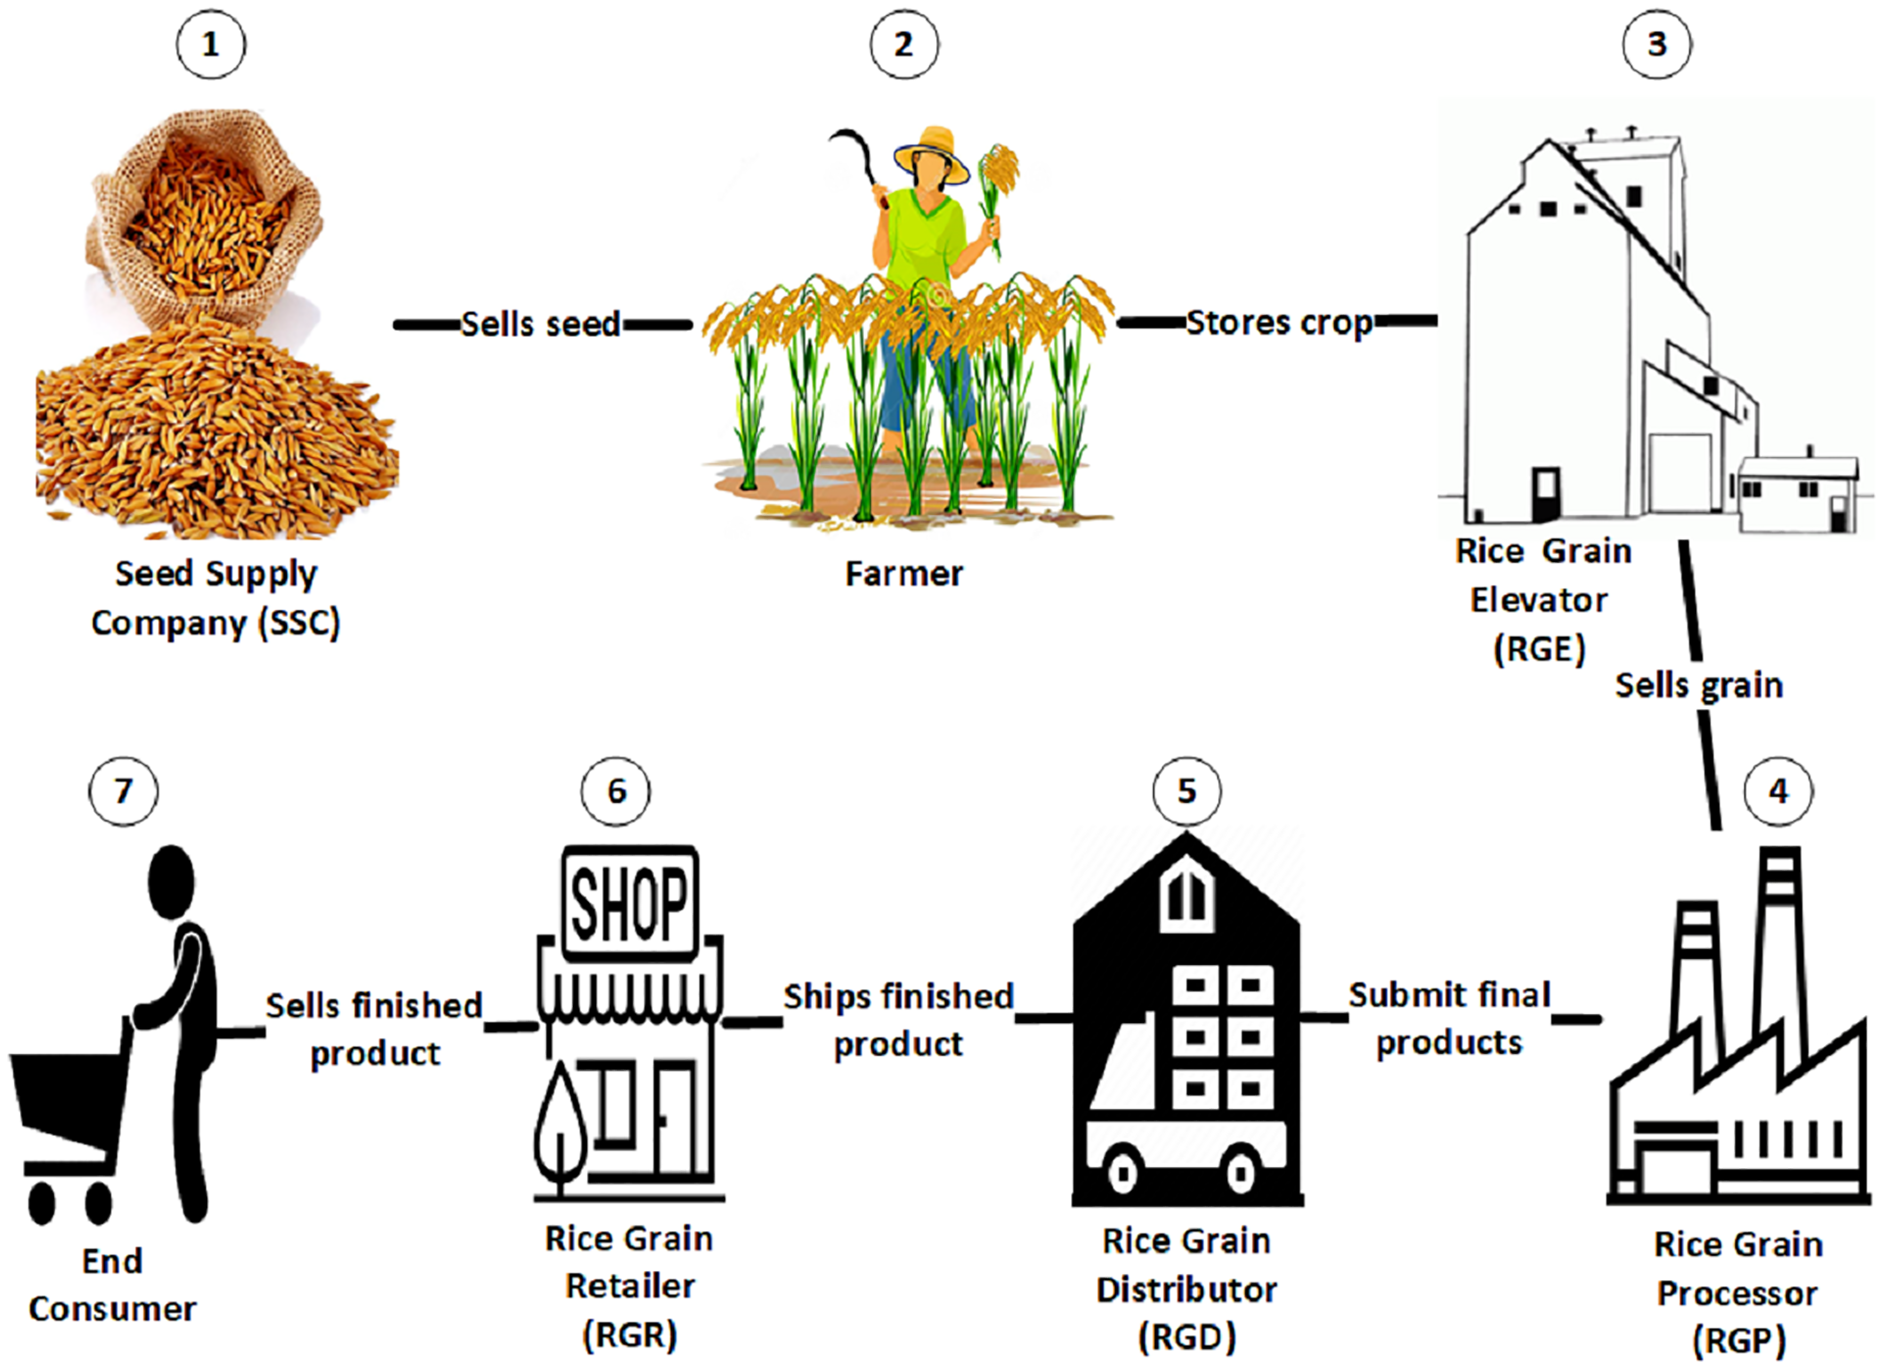 1
2
3
Sells seed
Stores crop
Seed Supply
Company (SSC)
Farmer
Rice Grain
Elevator
(RGE)
Sells grain
4
5
6
7
SHOP
Submit final
products
Ships finished
product
Sells finished
product
Rice Grain
Processor
(RGP)
Rice Grain
Distributor
(RGD)
Rice Grain
Retailer
(RGR)
End
Consumer